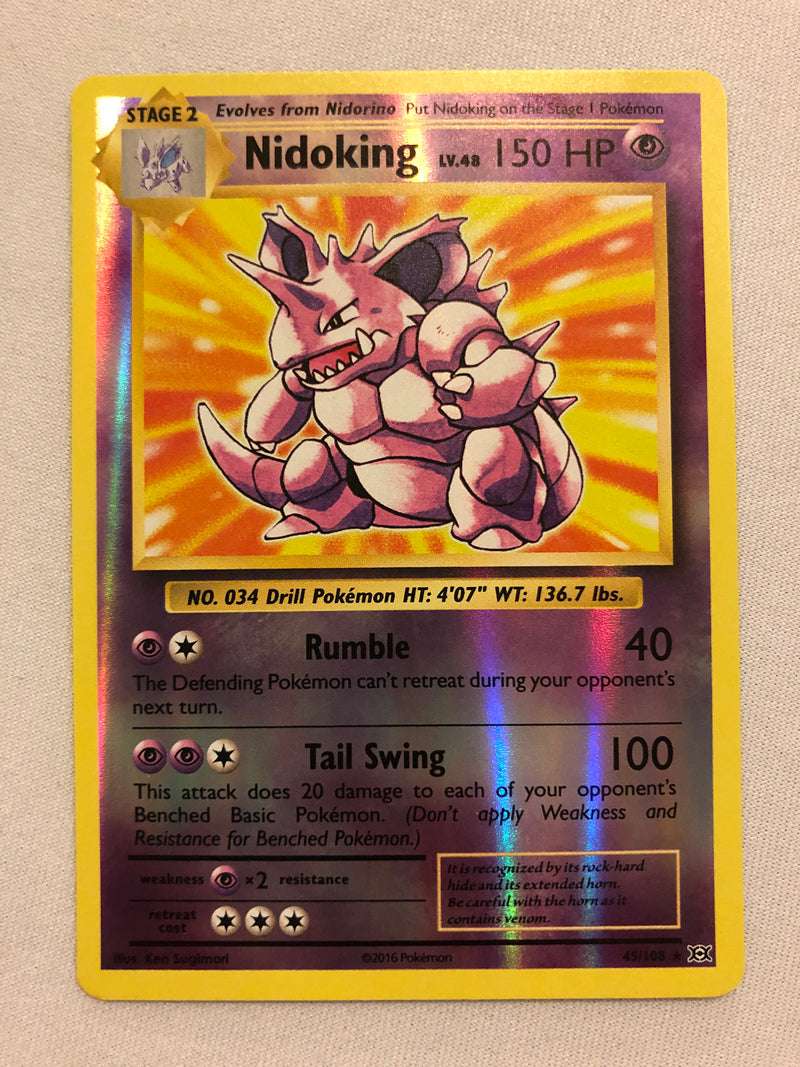 STAGE 2 Evolves from Nidorino Put Nidoking on the Stage 1 Pokémon
Nidoking LV.48 150 HP
NO. 034 Drill Pokémon HT: 4'07" WT: 136.7 lbs.
Rumble 40
The Defending Pokémon can't retreat during your opponent's
next turn.
Tail Swing 100
This attack does 20 damage to each of your opponent's
Benched Basic Pokémon. (Don't apply Weakness and
Resistance for Benched Pokémon.)
weakness ×2 resistance
retreat
cost
It is recognized by its rock-hard
hide and its extended horn.
Be careful with the horn as it
contains venom.
Illus. Ken Sugimori ©2016 Pokémon 45/108 ★